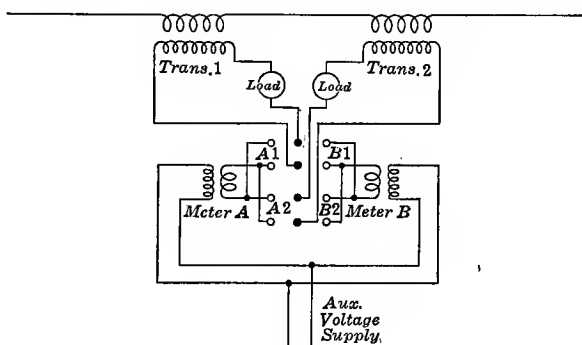 Trans.1
Trans.2
Load
Load
A1
B1
A2
B2
Meter A
Meter B
Aux.
Voltage
Supply